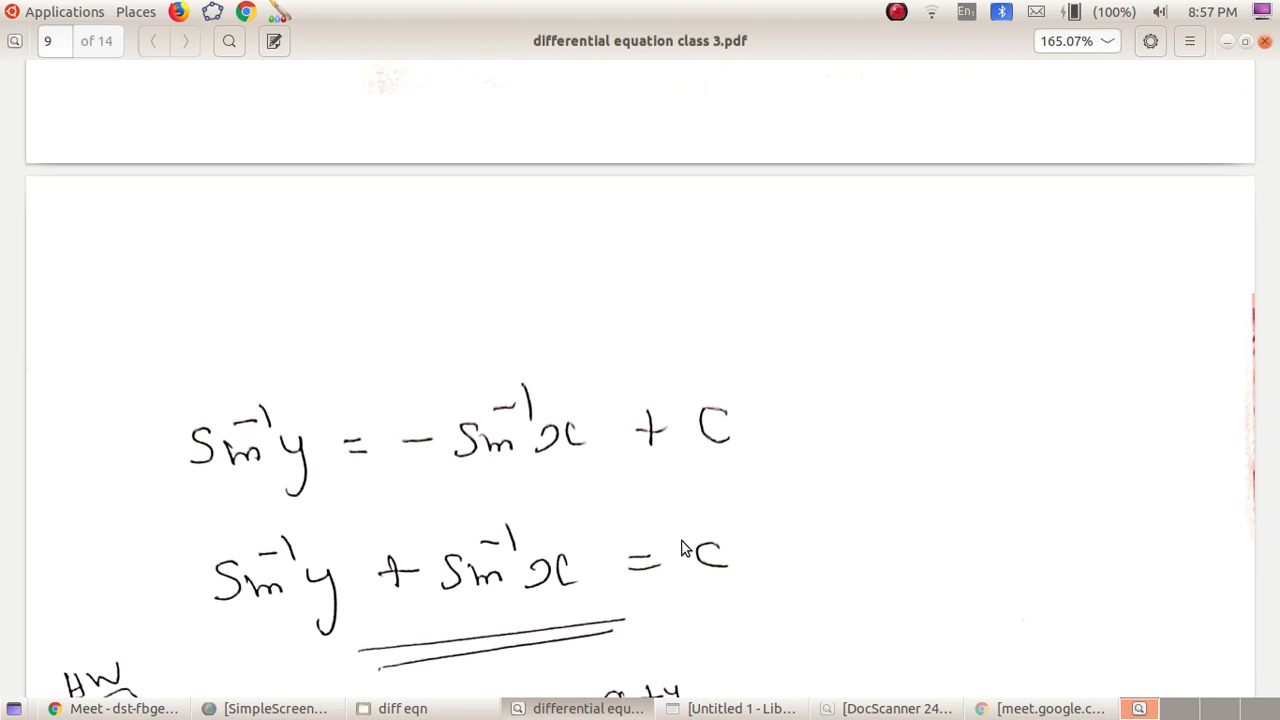 Applications Places En₁ (100%) 8:57 PM
9 of 14 differential equation class 3.pdf 165.07%
Sin⁻¹y = - Sin⁻¹x + C
Sin⁻¹y + Sin⁻¹x = C
HW
Meet - dst-fbge... [SimpleScreen... diff eqn differential equ... [Untitled 1 - Lib... [DocScanner 24... [meet.google.c...